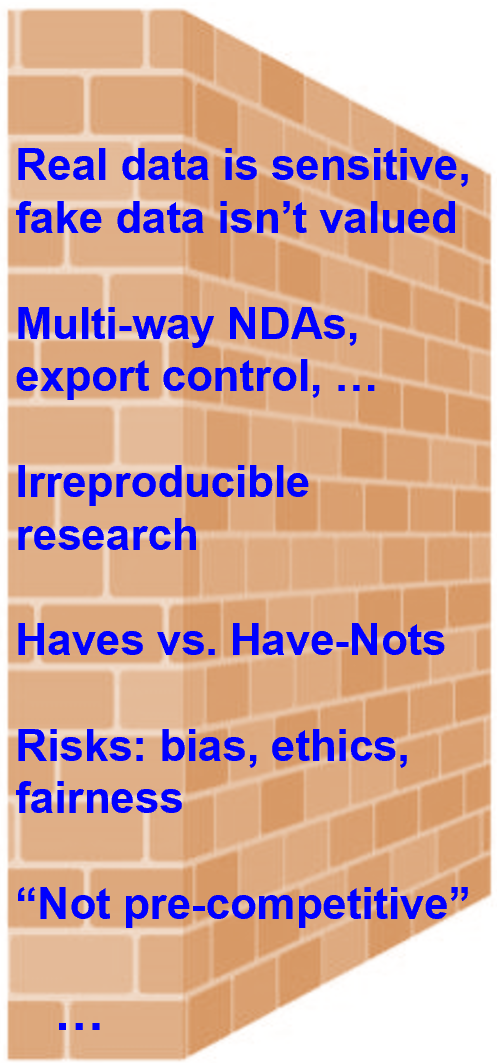 Real data is sensitive,
fake data isn’t valued
Multi-way NDAs,
export control, …
Irreproducible
research
Haves vs. Have-Nots
Risks: bias, ethics,
fairness
“Not pre-competitive”
…